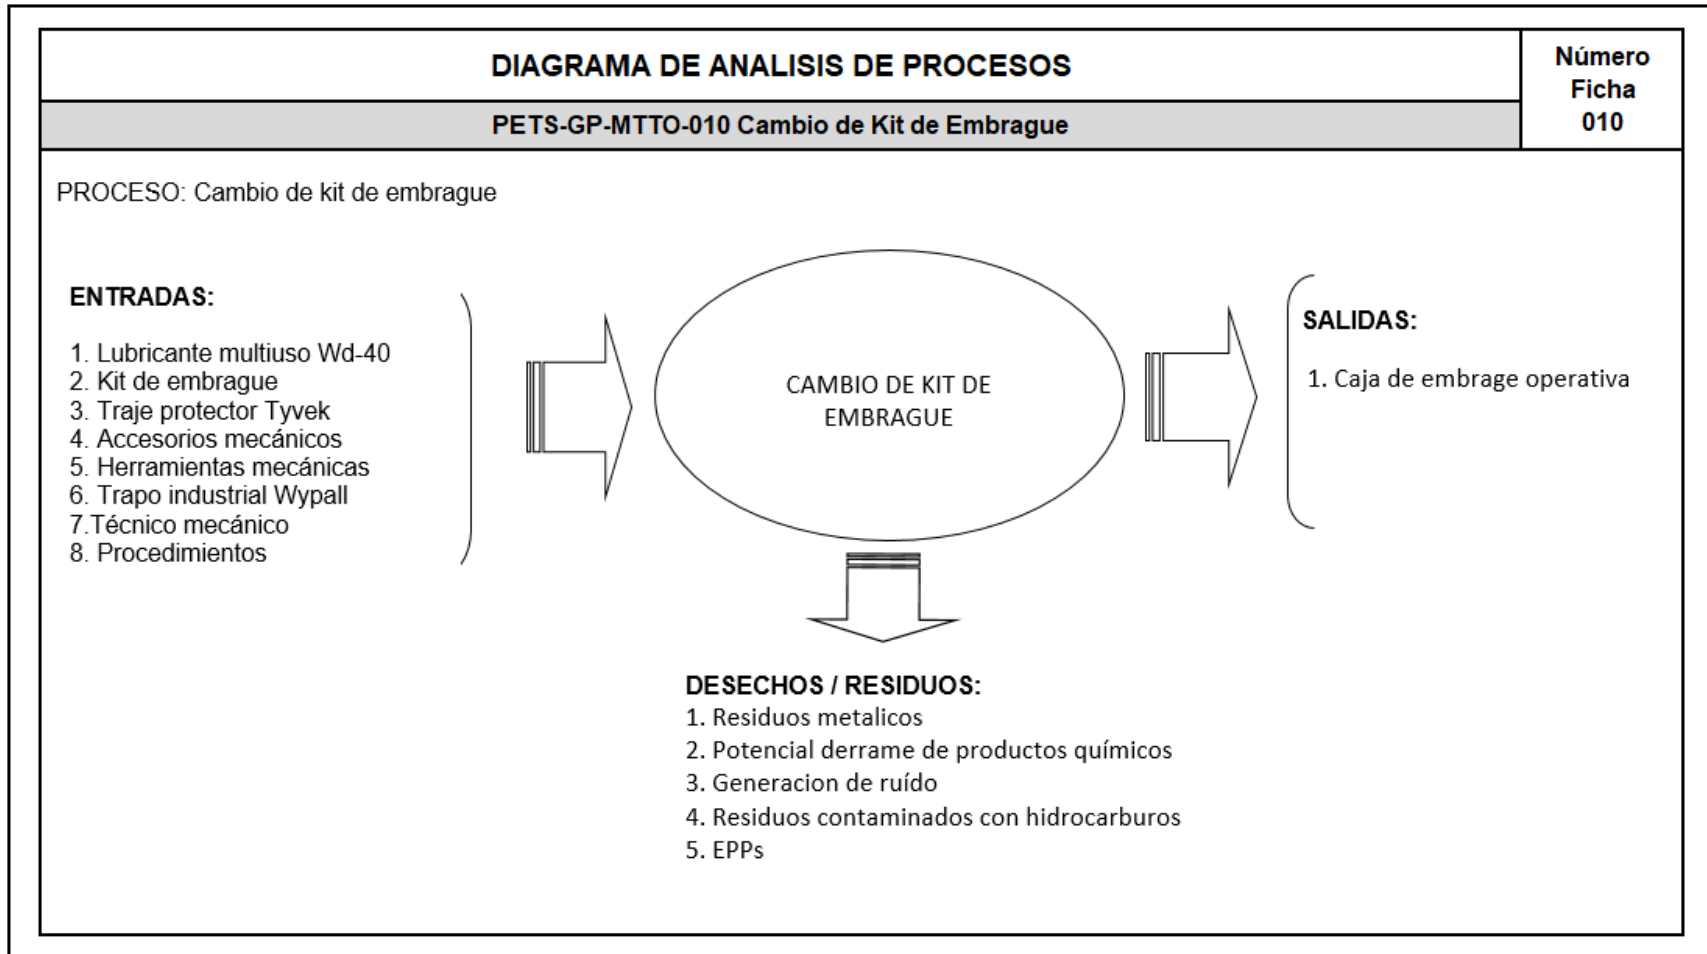 DIAGRAMA DE ANALISIS DE PROCESOS
Número
Ficha
010
PETS-GP-MTTO-010 Cambio de Kit de Embrague
PROCESO: Cambio de kit de embrague
ENTRADAS:
1. Lubricante multiuso Wd-40
2. Kit de embrague
3. Traje protector Tyvek
4. Accesorios mecánicos
5. Herramientas mecánicas
6. Trapo industrial Wypall
7.Técnico mecánico
8. Procedimientos
CAMBIO DE KIT DE
EMBRAGUE
SALIDAS:
1. Caja de embrage operativa
DESECHOS / RESIDUOS:
1. Residuos metalicos
2. Potencial derrame de productos químicos
3. Generacion de ruído
4. Residuos contaminados con hidrocarburos
5. EPPs